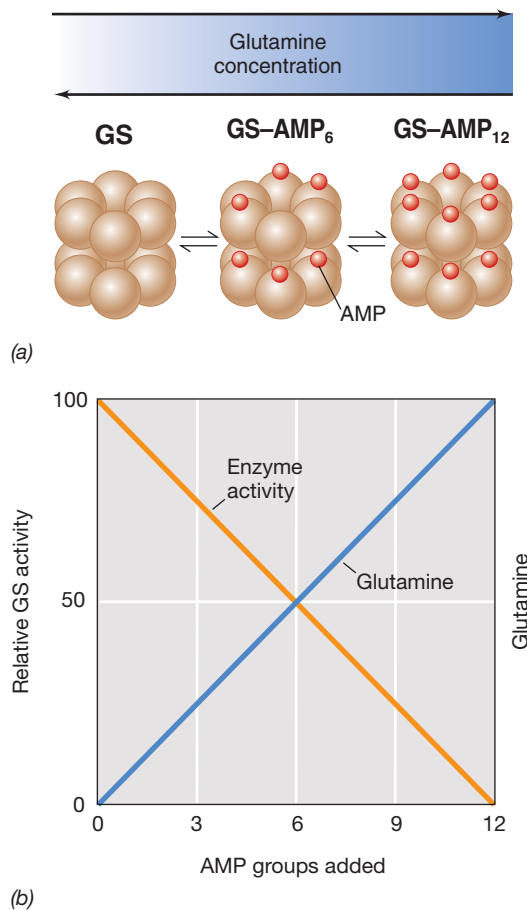 Glutamine
concentration
GS
GS–AMP₆
GS–AMP₁₂
AMP
(a)
100
50
0
Relative GS activity
Enzyme
activity
Glutamine
Glutamine
0
3
6
9
12
AMP groups added
(b)